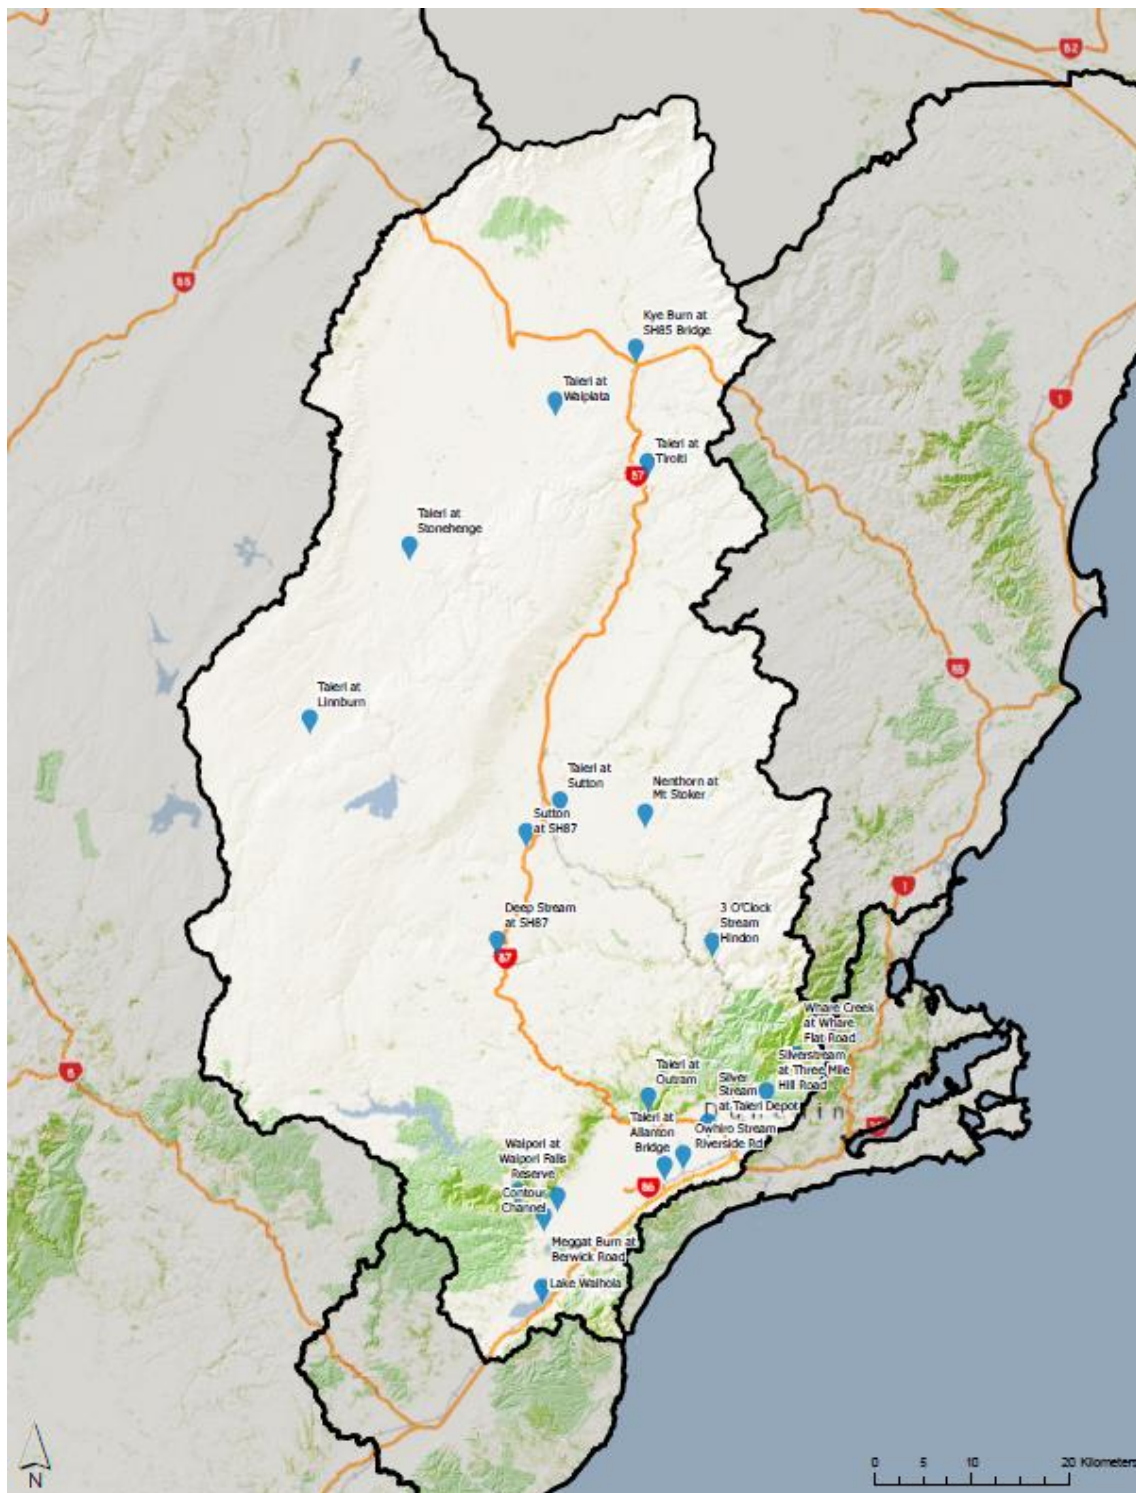 82
85
Kye Burn at
SH85 Bridge
Taieri at
Waipiata
1
Taieri at
Tiroiti
87
Taieri at
Stonehenge
85
Taieri at
Linnburn
Taieri at
Sutton
Nenthorn at
Mt Stoker
Sutton
at SH87
1
Deep Stream
at SH87
87
3 O'Clock
Stream
Hindon
Whare Creek
at Whare
Flat Road
Silverstream
at Three Mile
Hill Road
8
Taieri at
Outram
Silver
Stream
at Taieri Depot
Taieri at
Allanton
Bridge
Owhiro Stream
Riverside Rd
86
Waipori at
Waipori Falls
Reserve
Contour
Channel
Meggat Burn at
Berwick Road
Lake Waihola
N
0 5 10 20 Kilometers